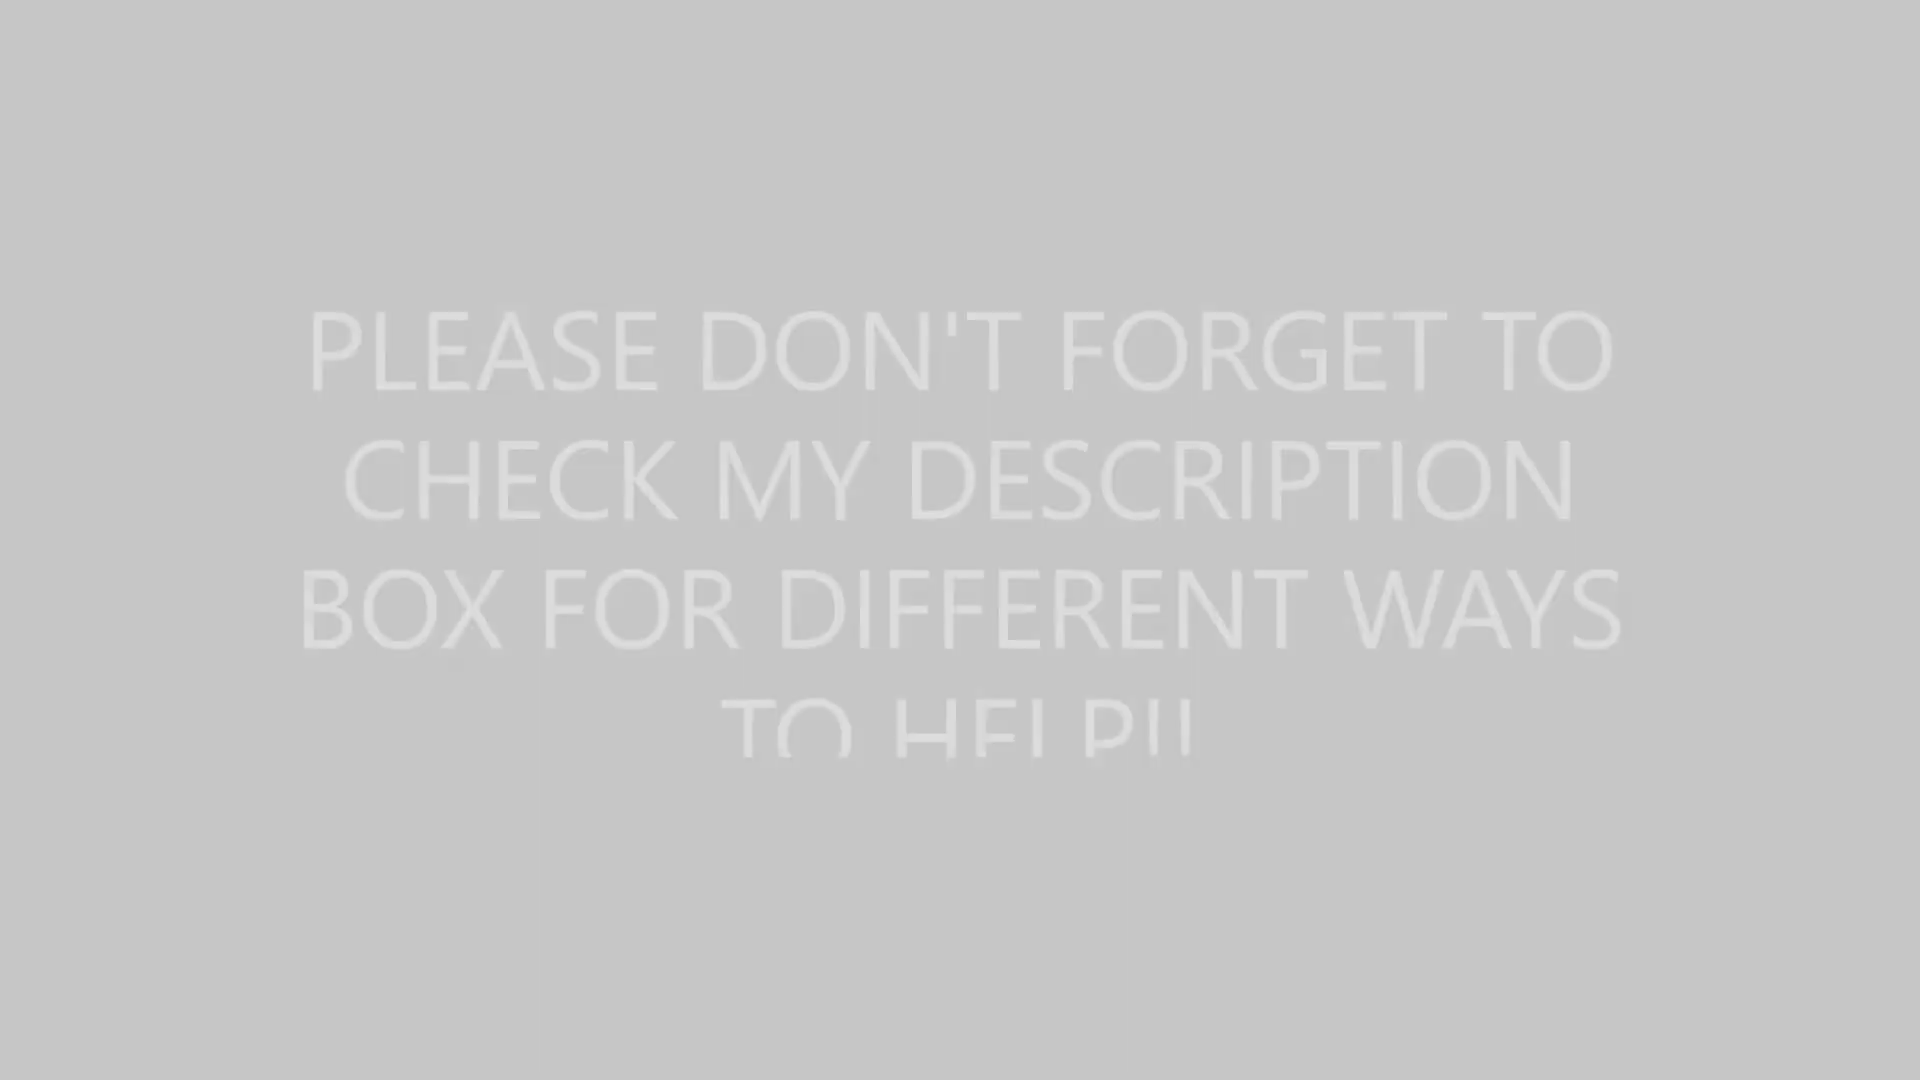 PLEASE DON'T FORGET TO
CHECK MY DESCRIPTION
BOX FOR DIFFERENT WAYS
TO HELP!!